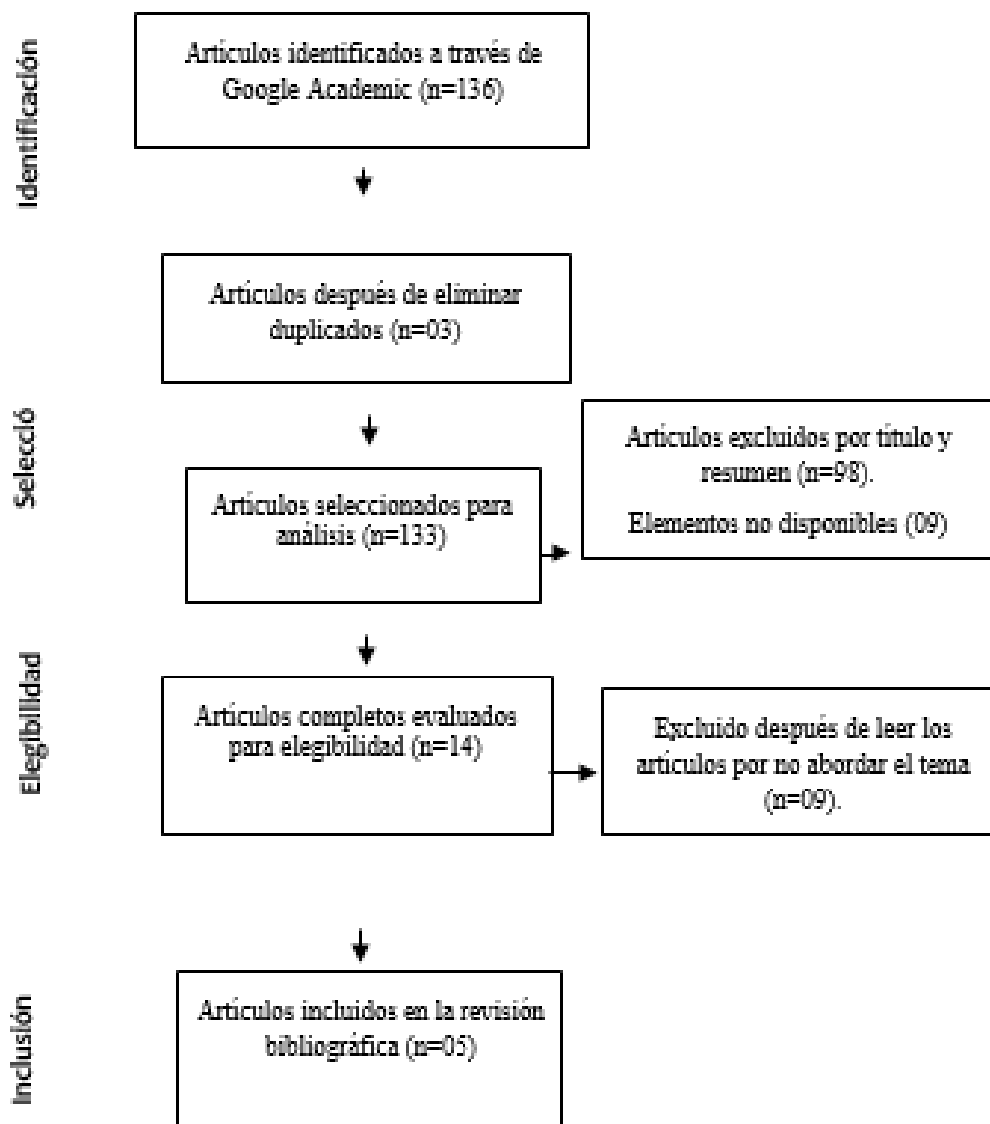 Identificación
Artículos identificados a través de
Google Academic (n=136)
Artículos después de eliminar
duplicados (n=03)
Selecció
Artículos seleccionados para
análisis (n=133)
Artículos excluidos por título y
resumen (n=98).
Elementos no disponibles (09)
Elegibilidad
Artículos completos evaluados
para elegibilidad (n=14)
Excluido después de leer los
artículos por no abordar el tema
(n=09).
Inclusión
Artículos incluidos en la revisión
bibliográfica (n=05)